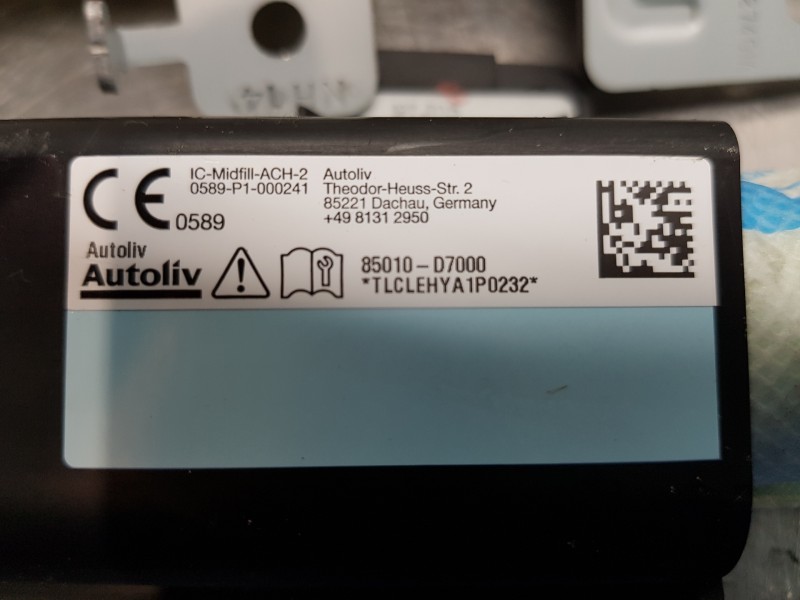 CE 0589
IC-Midfill-ACH-2
0589-P1-000241
Autoliv
Theodor-Heuss-Str. 2
85221 Dachau, Germany
+49 8131 2950
Autoliv
Autoliv
85010-D7000
*TLCLEHYA1P0232*